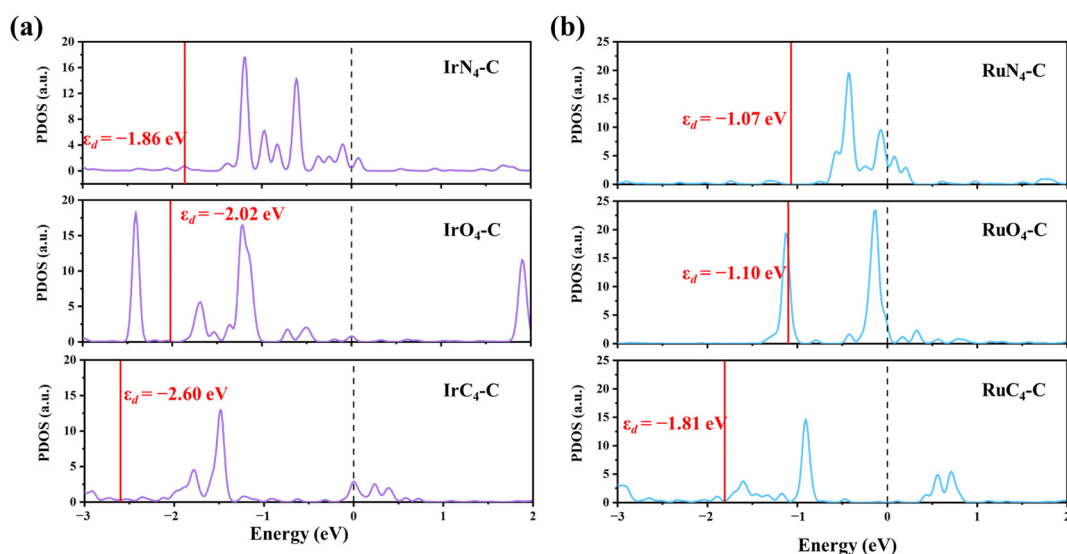 (a)
20
16
12
8
4
0
PDOS (a.u.)
IrN₄-C
εd = −1.86 eV
20
15
10
5
0
PDOS (a.u.)
IrO₄-C
εd = −2.02 eV
20
15
10
5
0
PDOS (a.u.)
IrC₄-C
εd = −2.60 eV
−3 −2 −1 0 1 2
Energy (eV)
(b)
25
20
15
10
5
0
PDOS (a.u.)
RuN₄-C
εd = −1.07 eV
25
20
15
10
5
0
PDOS (a.u.)
RuO₄-C
εd = −1.10 eV
25
20
15
10
5
0
PDOS (a.u.)
RuC₄-C
εd = −1.81 eV
−3 −2 −1 0 1 2
Energy (eV)